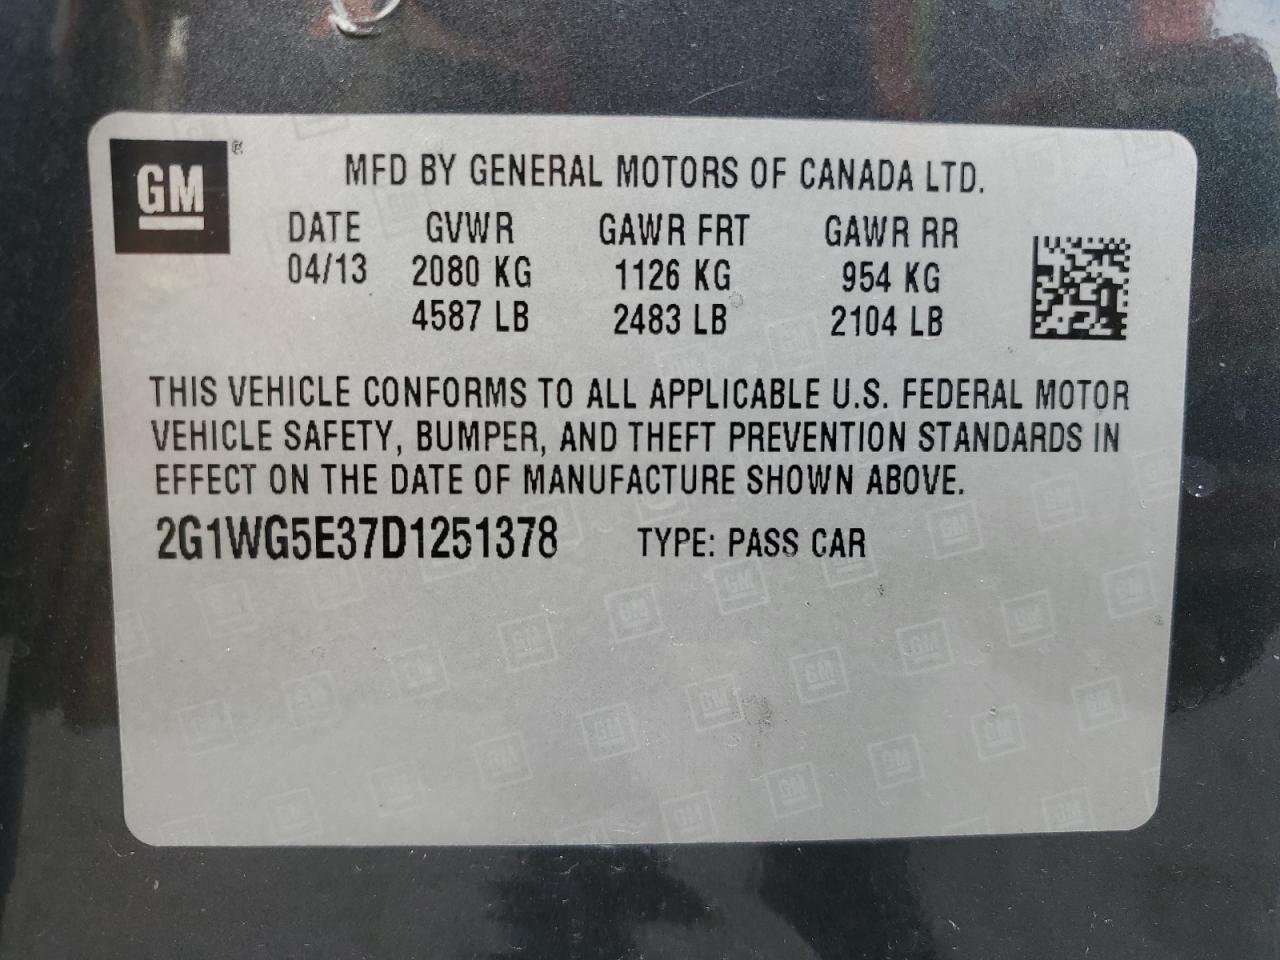 GM®
MFD BY GENERAL MOTORS OF CANADA LTD.
DATE GVWR GAWR FRT GAWR RR
04/13 2080 KG 1126 KG 954 KG
4587 LB 2483 LB 2104 LB
THIS VEHICLE CONFORMS TO ALL APPLICABLE U.S. FEDERAL MOTOR
VEHICLE SAFETY, BUMPER, AND THEFT PREVENTION STANDARDS IN
EFFECT ON THE DATE OF MANUFACTURE SHOWN ABOVE.
2G1WG5E37D1251378 TYPE: PASS CAR